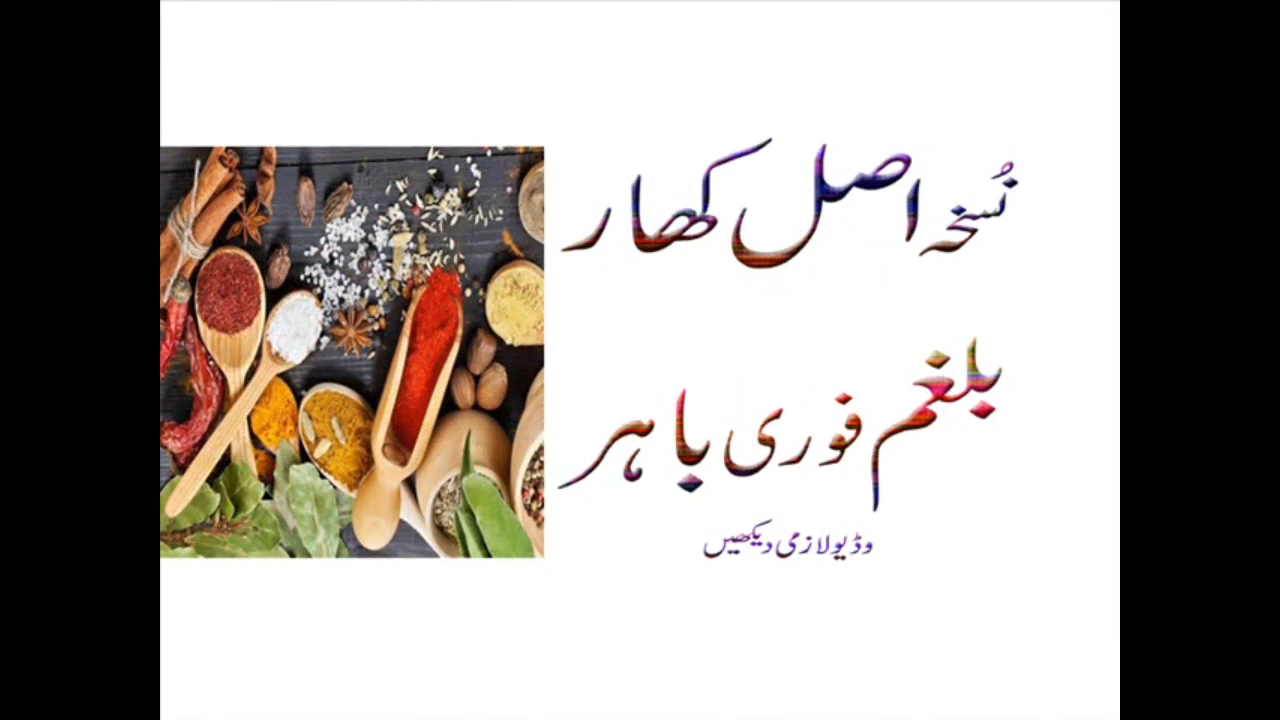 نُسخہ اصل کھار
بلغم فوری باہر
وڈیو لازمی دیکھیں